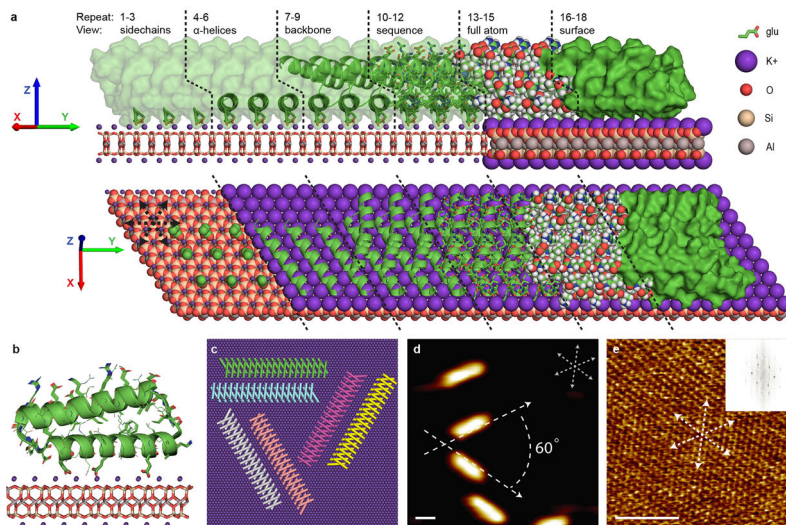 a
Repeat: 1-3 4-6 7-9 10-12 13-15 16-18
View: sidechains α-helices backbone sequence full atom surface
glu
K+
O
Si
Al
Z
X Y
Z
Y
X
b
c
d
60°
e